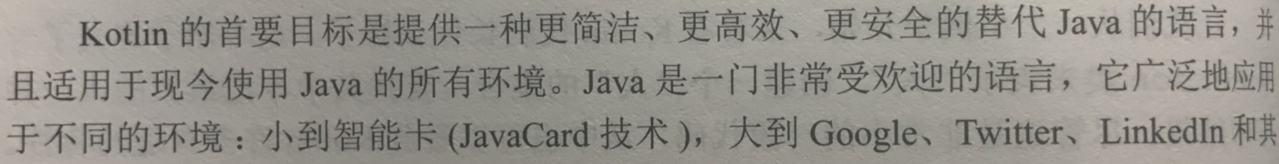 Kotlin 的首要目标是提供一种更简洁、更高效、更安全的替代 Java 的语言，并
且适用于现今使用 Java 的所有环境。Java 是一门非常受欢迎的语言，它广泛地应用
于不同的环境：小到智能卡 (JavaCard 技术 )，大到 Google、Twitter、LinkedIn 和其